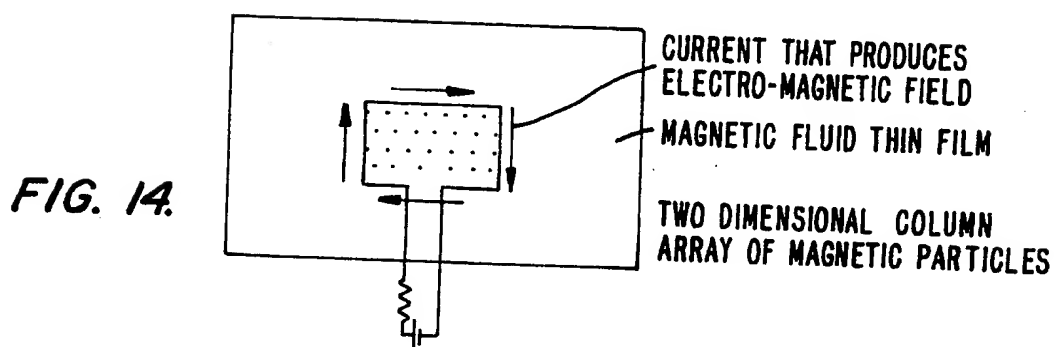 CURRENT THAT PRODUCES
ELECTRO-MAGNETIC FIELD
MAGNETIC FLUID THIN FILM
FIG. 14.
TWO DIMENSIONAL COLUMN
ARRAY OF MAGNETIC PARTICLES